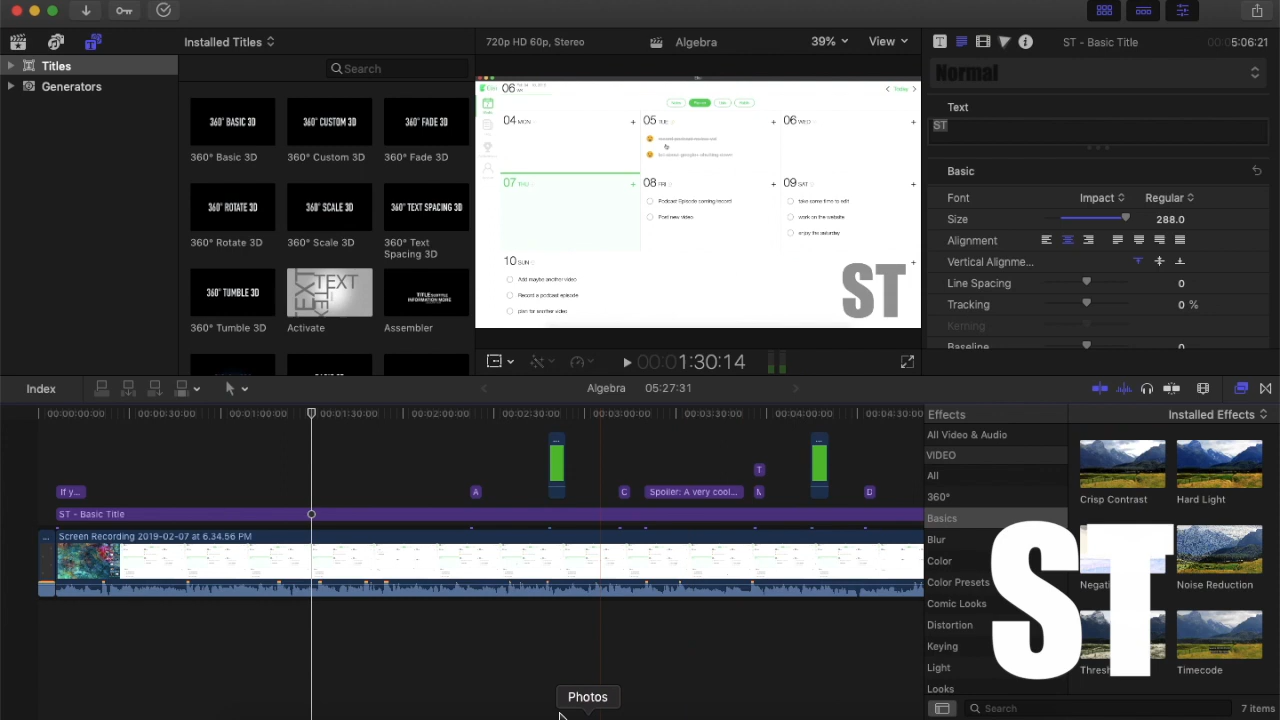 Installed Titles
720p HD 60p, Stereo
Algebra
39%
View
ST - Basic Title
5:06:21
Titles
Search
Generators
Normal
Text
ST
360° BASIC 3D
360° CUSTOM 3D
360° FADE 3D
360° Basic 3D
360° Custom 3D
360° Fade 3D
360° ROTATE 3D
360° SCALE 3D
360° TEXT SPACING 3D
360° Rotate 3D
360° Scale 3D
360° Text
Spacing 3D
360° TUMBLE 3D
TEXT
TITLE/SUBTITLE
INFORMATION/MORE
360° Tumble 3D
Activate
Assembler
06
Today
04 MON
05 TUE
06 WED
07 THU
08 FRI
09 SAT
Podcast Episode coming record
Post new video
take some time to edit
work on the website
enjoy the saturday
10 SUN
Add maybe another video
Record a podcast episode
plan for another video
ST
Basic
Font
Impact
Regular
Size
288.0
Alignment
Vertical Alignme...
Line Spacing
0
Tracking
0 %
Kerning
Baseline
0
00:01:30:14
Index
Algebra
05:27:31
00:00:00:00
00:00:30:00
00:01:00:00
00:01:30:00
00:02:00:00
00:02:30:00
00:03:00:00
00:03:30:00
00:04:00:00
00:04:30:00
If y...
A
C
Spoiler: A very cool...
T
D
ST - Basic Title
Screen Recording 2019-02-07 at 6.34.56 PM
Effects
Installed Effects
All Video & Audio
VIDEO
All
360°
Basics
Blur
Color
Color Presets
Comic Looks
Distortion
Keying
Light
Looks
Crisp Contrast
Hard Light
Negati
Noise Reduction
Thresh
Timecode
ST
Photos
Search
7 items